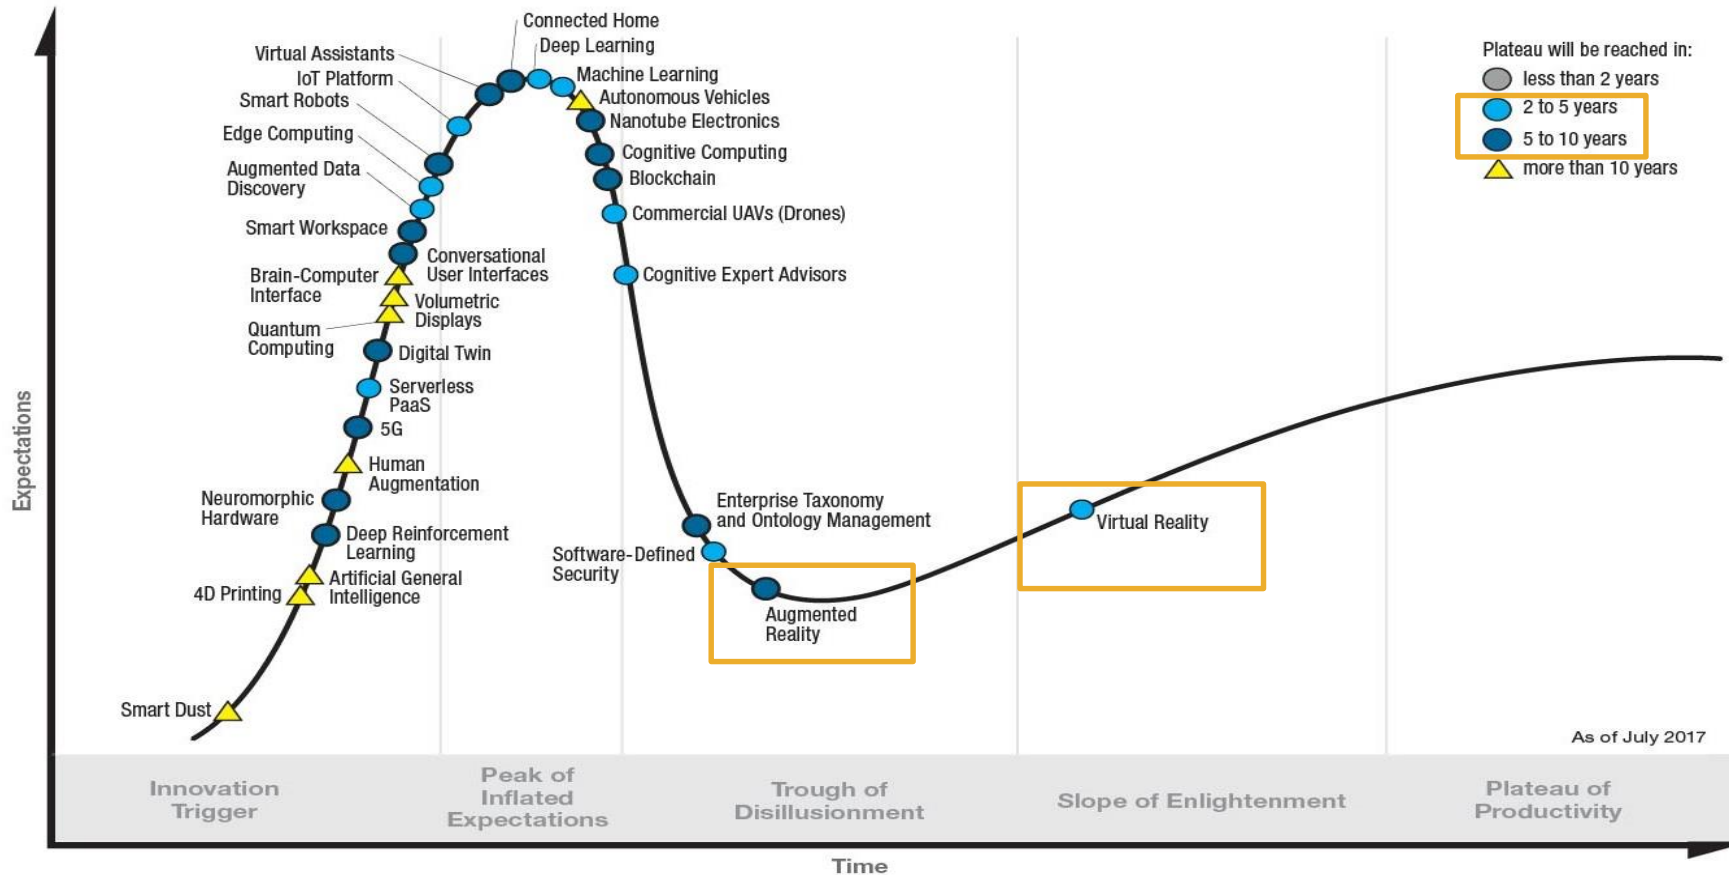 Connected Home
Deep Learning
Virtual Assistants
IoT Platform
Machine Learning
Smart Robots
Autonomous Vehicles
Nanotube Electronics
Edge Computing
Cognitive Computing
Augmented Data
Discovery
Blockchain
Commercial UAVs (Drones)
Smart Workspace
Conversational
User Interfaces
Brain-Computer
Interface
Cognitive Expert Advisors
Volumetric
Displays
Quantum
Computing
Digital Twin
Serverless
PaaS
5G
Human
Augmentation
Neuromorphic
Hardware
Enterprise Taxonomy
and Ontology Management
Deep Reinforcement
Learning
Software-Defined
Security
Artificial General
Intelligence
4D Printing
Augmented
Reality
Virtual Reality
Smart Dust
Plateau will be reached in:
less than 2 years
2 to 5 years
5 to 10 years
more than 10 years
As of July 2017
Expectations
Innovation
Trigger
Peak of
Inflated
Expectations
Trough of
Disillusionment
Slope of Enlightenment
Plateau of
Productivity
Time